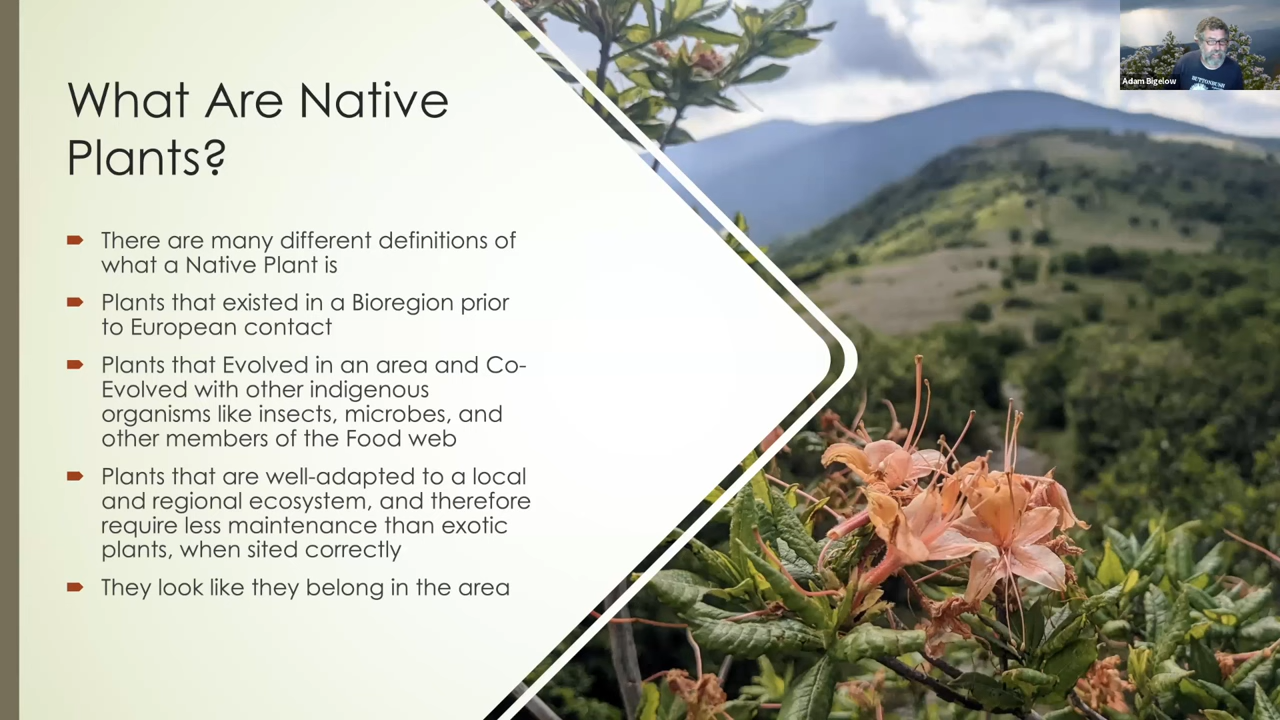 What Are Native
Plants?
There are many different definitions of
what a Native Plant is
Plants that existed in a Bioregion prior
to European contact
Plants that Evolved in an area and Co-
Evolved with other indigenous
organisms like insects, microbes, and
other members of the Food web
Plants that are well-adapted to a local
and regional ecosystem, and therefore
require less maintenance than exotic
plants, when sited correctly
They look like they belong in the area
Adam Bigelow
BUTTONBUSH